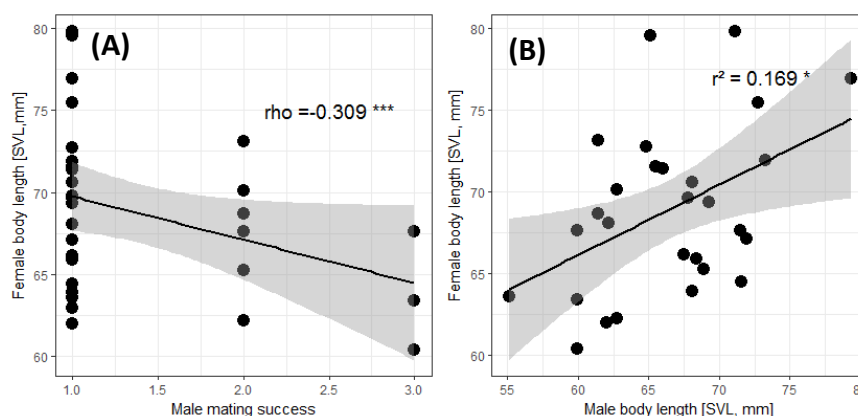 (A)
rho =-0.309 ***
Female body length [SVL,mm]
80
75
70
65
60
1.0 1.5 2.0 2.5 3.0
Male mating success
(B)
r² = 0.169 *
Female body length [SVL, mm]
80
75
70
65
60
55 60 65 70 75 8
Male body length [SVL, mm]